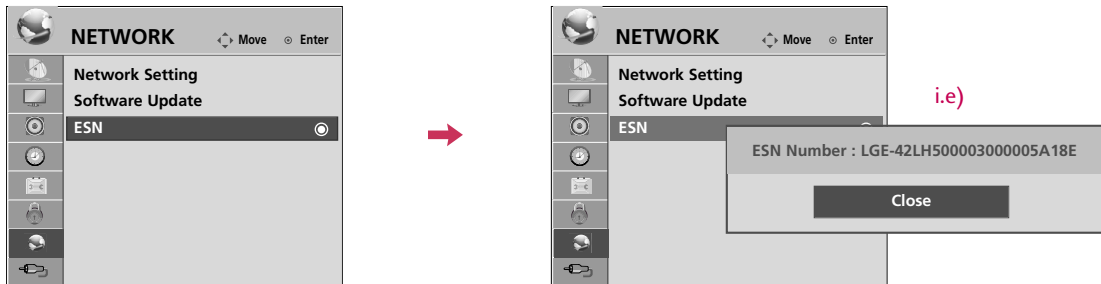 NETWORK Move Enter
Network Setting
Software Update
ESN
NETWORK Move Enter
Network Setting
Software Update
ESN
i.e)
ESN Number : LGE-42LH500003000005A18E
Close